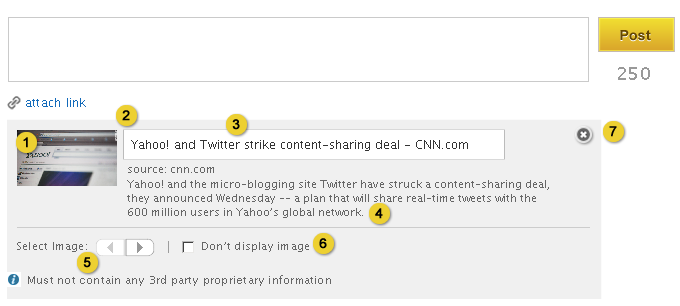 Post
250
attach link
2
3
7
1
Yahoo! and Twitter strike content-sharing deal - CNN.com
source: cnn.com
Yahoo! and the micro-blogging site Twitter have struck a content-sharing deal,
they announced Wednesday -- a plan that will share real-time tweets with the
600 million users in Yahoo's global network.
4
Select Image: | Don't display image 6
5
Must not contain any 3rd party proprietary information